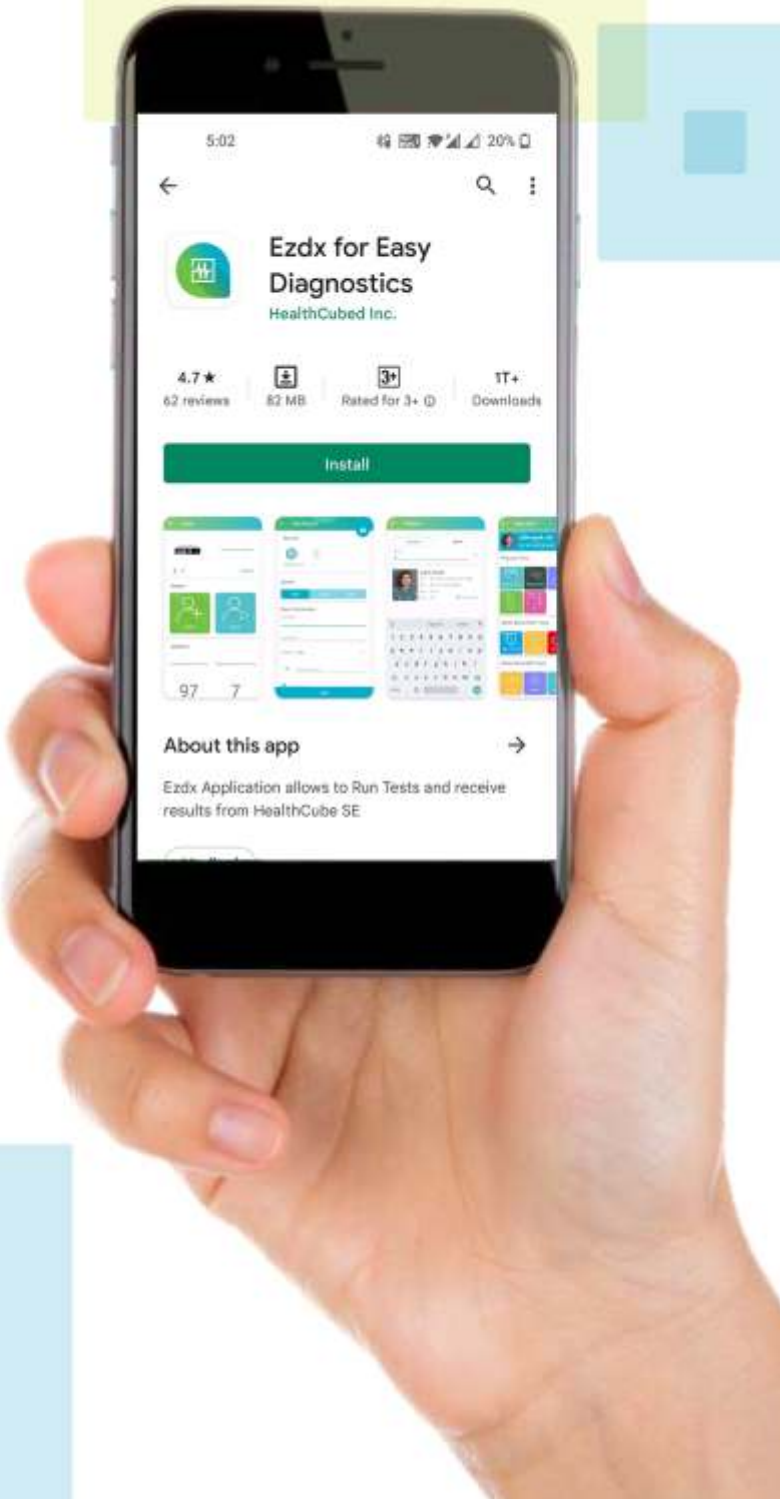 5:02
20%
Ezdx for Easy
Diagnostics
HealthCubed Inc.
4.7★
62 reviews
82 MB
3+
Rated for 3+
1T+
Downloads
Install
97 7
About this app
Ezdx Application allows to Run Tests and receive
results from HealthCube SE